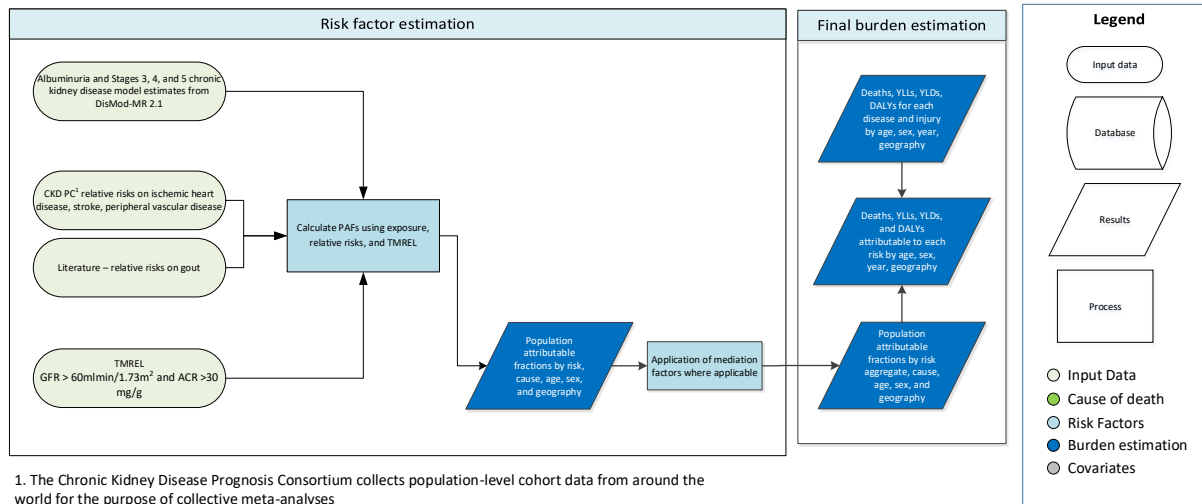 Risk factor estimation
Albuminuria and Stages 3, 4, and 5 chronic
kidney disease model estimates from
DisMod-MR 2.1
CKD PC¹ relative risks on ischemic heart
disease, stroke, peripheral vascular disease
Literature – relative risks on gout
TMREL
GFR > 60mlmin/1.73m² and ACR >30
mg/g
Calculate PAFs using exposure,
relative risks, and TMREL
Population
attributable
fractions by risk,
cause, age, sex,
and geography
Application of mediation
factors where applicable
Final burden estimation
Deaths, YLLs, YLDs,
DALYs for each
disease and injury
by age, sex, year,
geography
Deaths, YLLs, YLDs,
and DALYs
attributable to each
risk by age, sex,
year, geography
Population
attributable
fractions by risk
aggregate, cause,
age, sex, and
geography
Legend
Input data
Database
Results
Process
Input Data
Cause of death
Risk Factors
Burden estimation
Covariates
1. The Chronic Kidney Disease Prognosis Consortium collects population-level cohort data from around the
world for the purpose of collective meta-analyses